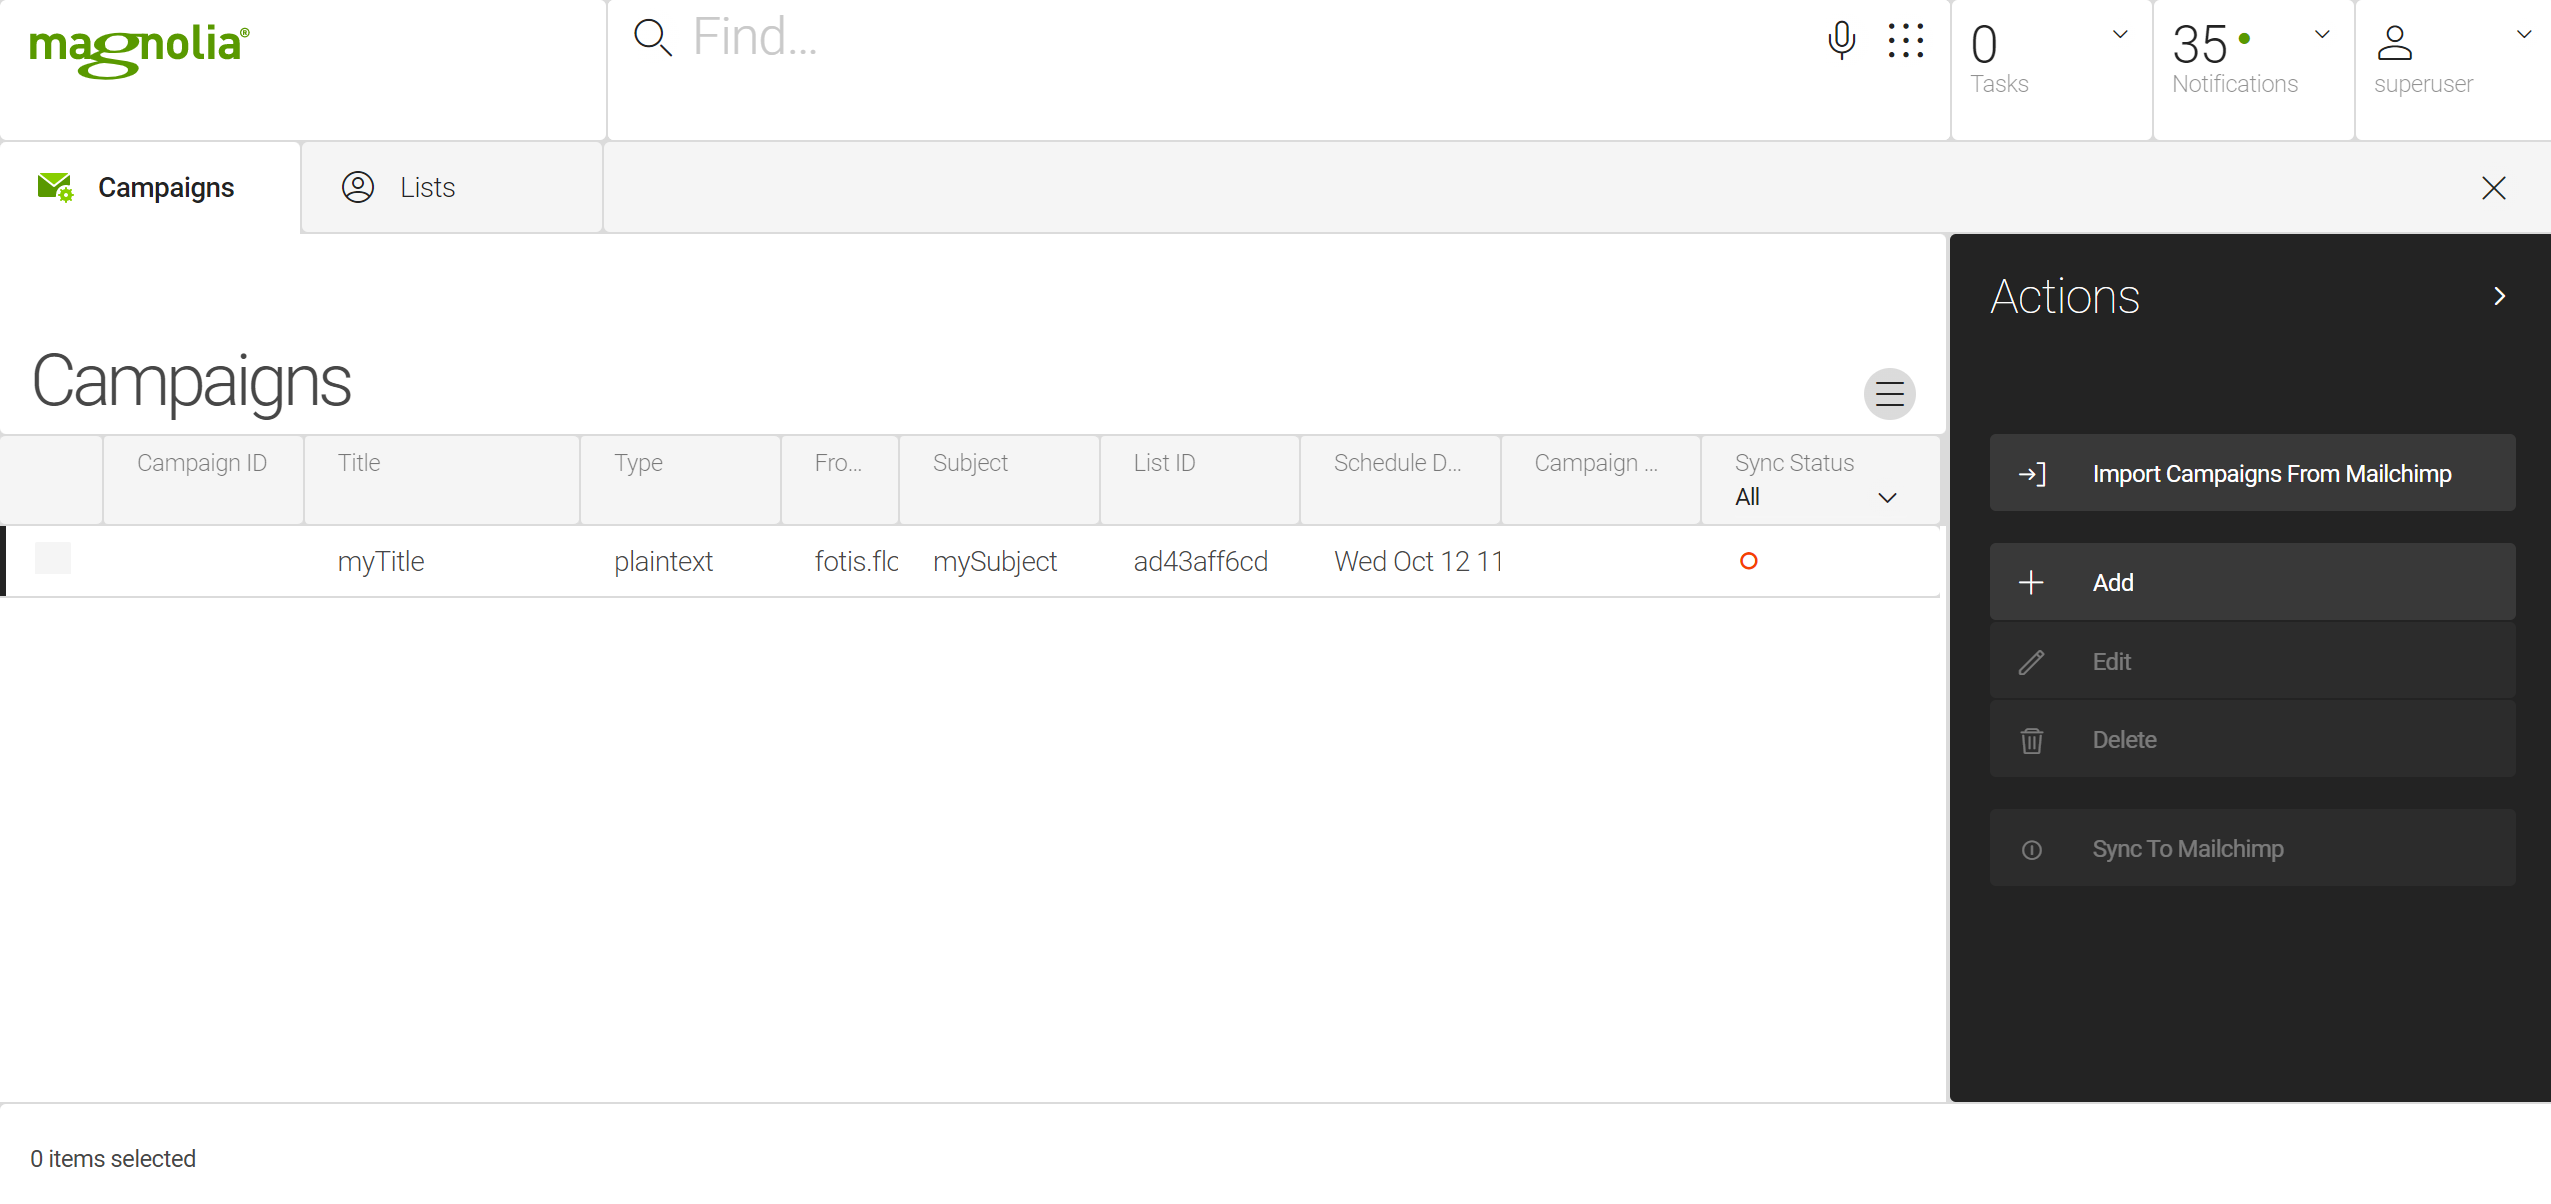 magnolia®
Find...
0
Tasks
35
Notifications
superuser
Campaigns
Lists
Campaigns
Campaign ID
Title
Type
Fro...
Subject
List ID
Schedule D...
Campaign ...
Sync Status
All
myTitle
plaintext
fotis.flo
mySubject
ad43aff6cd
Wed Oct 12 11
Actions
Import Campaigns From Mailchimp
Add
Edit
Delete
Sync To Mailchimp
0 items selected